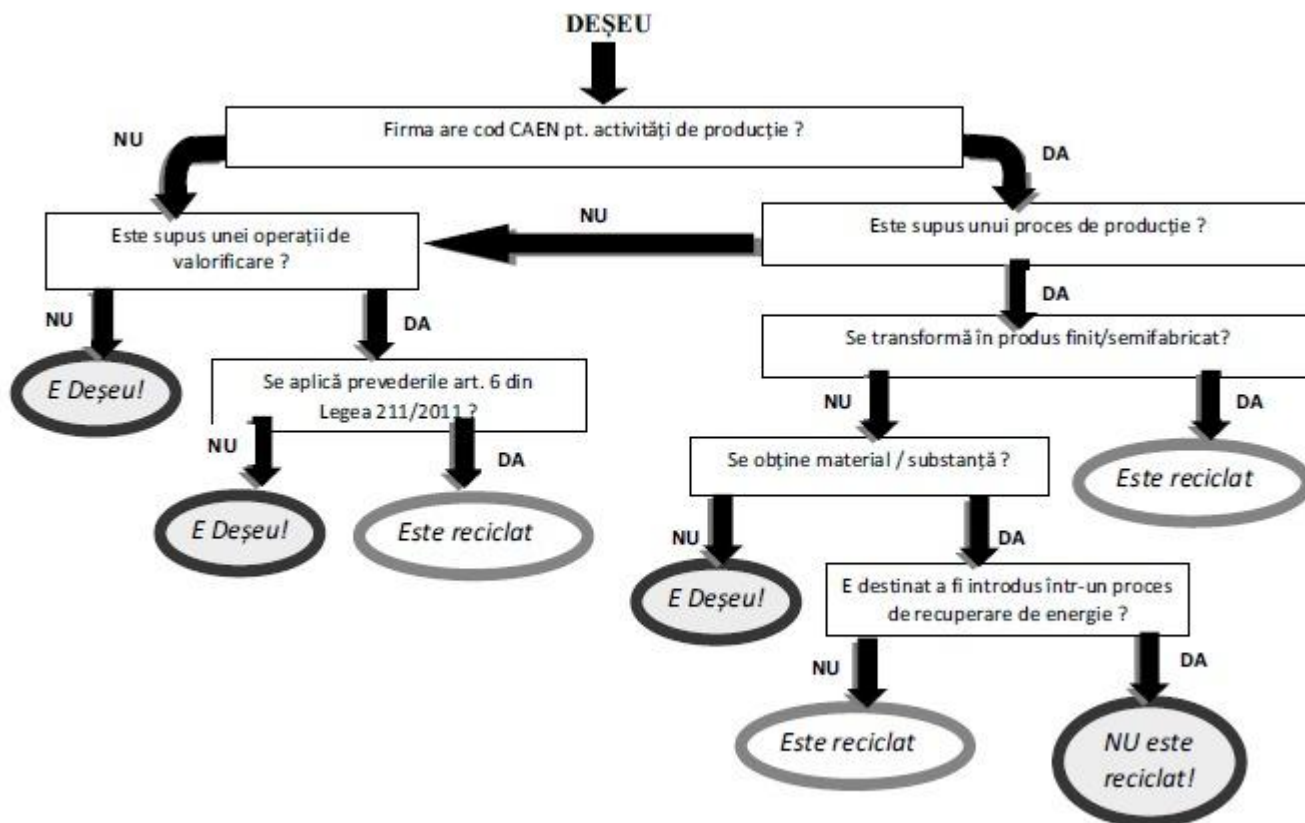 DEȘEU
Firma are cod CAEN pt. activități de producție ?
NU
DA
Este supus unei operații de
valorificare ?
NU
Este supus unui proces de producție ?
NU
DA
DA
Se transformă în produs finit/semifabricat?
E Deșeu!
Se aplică prevederile art. 6 din
Legea 211/2011 ?
NU
DA
NU
DA
Se obține material / substanță ?
Este reciclat
E Deșeu!
Este reciclat
NU
DA
E Deșeu!
E destinat a fi introdus într-un proces
de recuperare de energie ?
NU
DA
Este reciclat
NU este
reciclat!